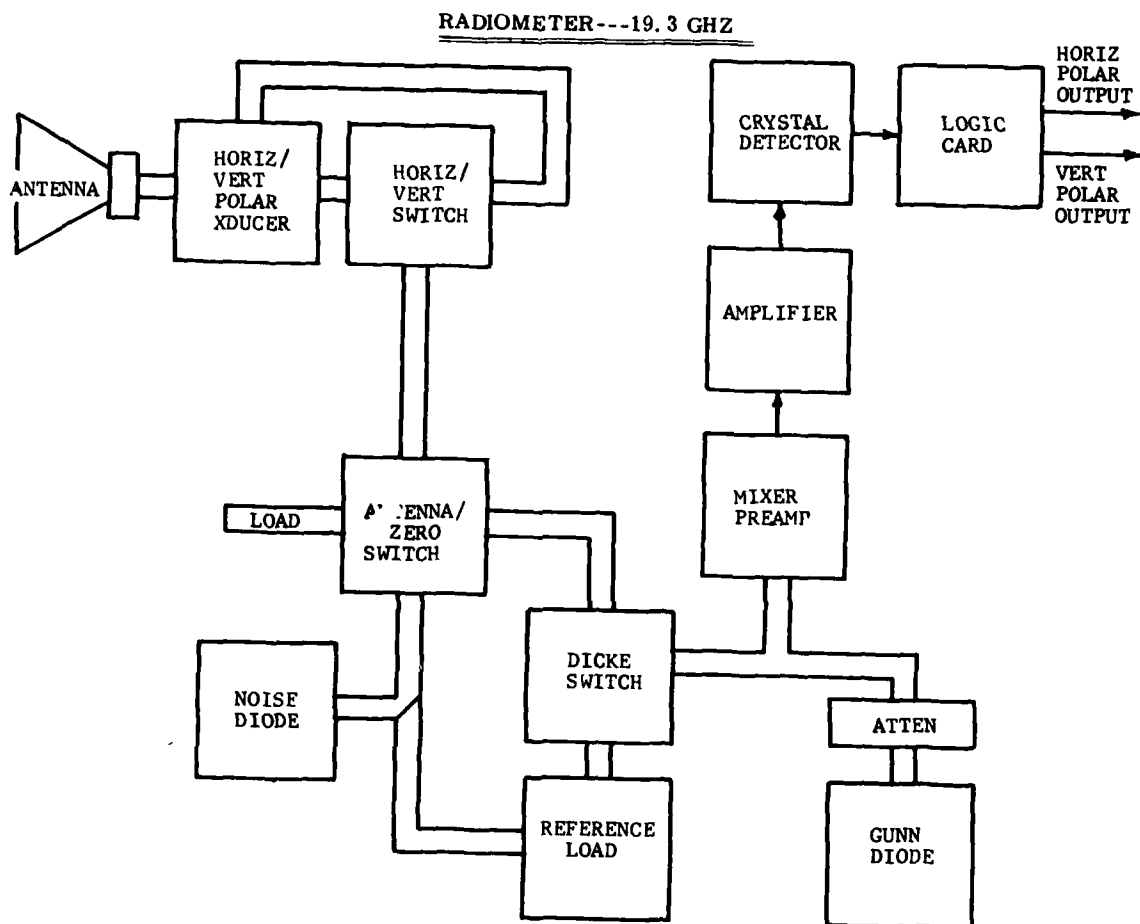 RADIOMETER---19.3 GHZ
ANTENNA
HORIZ/
VERT
POLAR
XDUCER
HORIZ/
VERT
SWITCH
CRYSTAL
DETECTOR
LOGIC
CARD
HORIZ
POLAR
OUTPUT
VERT
POLAR
OUTPUT
AMPLIFIER
MIXER
PREAMP
LOAD
ANTENNA/
ZERO
SWITCH
NOISE
DIODE
DICKE
SWITCH
REFERENCE
LOAD
ATTEN
GUNN
DIODE